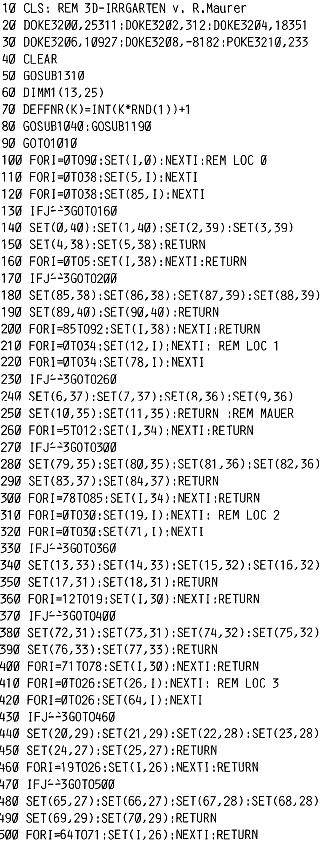 10 CLS: REM 3D-IRRGARTEN v. R.Maurer
20 DOKE3200,25311:DOKE3202,312:DOKE3204,18351
30 DOKE3206,10927:DOKE3208,-8182:POKE3210,233
40 CLEAR
50 GOSUB1310
60 DIMM1(13,25)
70 DEFFNR(K)=INT(K*RND(1))+1
80 GOSUB1040:GOSUB1190
90 GOTO1010
100 FORI=0TO90:SET(I,0):NEXTI:REM LOC 0
110 FORI=0TO38:SET(5,I):NEXTI
120 FORI=0TO38:SET(85,I):NEXTI
130 IFJ<>3GOTO160
140 SET(0,40):SET(1,40):SET(2,39):SET(3,39)
150 SET(4,38):SET(5,38):RETURN
160 FORI=0TO5:SET(I,38):NEXTI:RETURN
170 IFJ<>3GOTO200
180 SET(85,38):SET(86,38):SET(87,39):SET(88,39)
190 SET(89,40):SET(90,40):RETURN
200 FORI=85TO92:SET(I,38):NEXTI:RETURN
210 FORI=0TO34:SET(12,I):NEXTI: REM LOC 1
220 FORI=0TO34:SET(78,I):NEXTI
230 IFJ<>3GOTO260
240 SET(6,37):SET(7,37):SET(8,36):SET(9,36)
250 SET(10,35):SET(11,35):RETURN :REM MAUER
260 FORI=5TO12:SET(I,34):NEXTI:RETURN
270 IFJ<>3GOTO300
280 SET(79,35):SET(80,35):SET(81,36):SET(82,36)
290 SET(83,37):SET(84,37):RETURN
300 FORI=78TO85:SET(I,34):NEXTI:RETURN
310 FORI=0TO30:SET(19,I):NEXTI: REM LOC 2
320 FORI=0TO30:SET(71,I):NEXTI
330 IFJ<>3GOTO360
340 SET(13,33):SET(14,33):SET(15,32):SET(16,32)
350 SET(17,31):SET(18,31):RETURN
360 FORI=12TO19:SET(I,30):NEXTI:RETURN
370 IFJ<>3GOTO400
380 SET(72,31):SET(73,31):SET(74,32):SET(75,32)
390 SET(76,33):SET(77,33):RETURN
400 FORI=71TO78:SET(I,30):NEXTI:RETURN
410 FORI=0TO26:SET(26,I):NEXTI: REM LOC 3
420 FORI=0TO26:SET(64,I):NEXTI
430 IFJ<>3GOTO460
440 SET(20,29):SET(21,29):SET(22,28):SET(23,28)
450 SET(24,27):SET(25,27):RETURN
460 FORI=19TO26:SET(I,26):NEXTI:RETURN
470 IFJ<>3GOTO500
480 SET(65,27):SET(66,27):SET(67,28):SET(68,28)
490 SET(69,29):SET(70,29):RETURN
500 FORI=64TO71:SET(I,26):NEXTI:RETURN